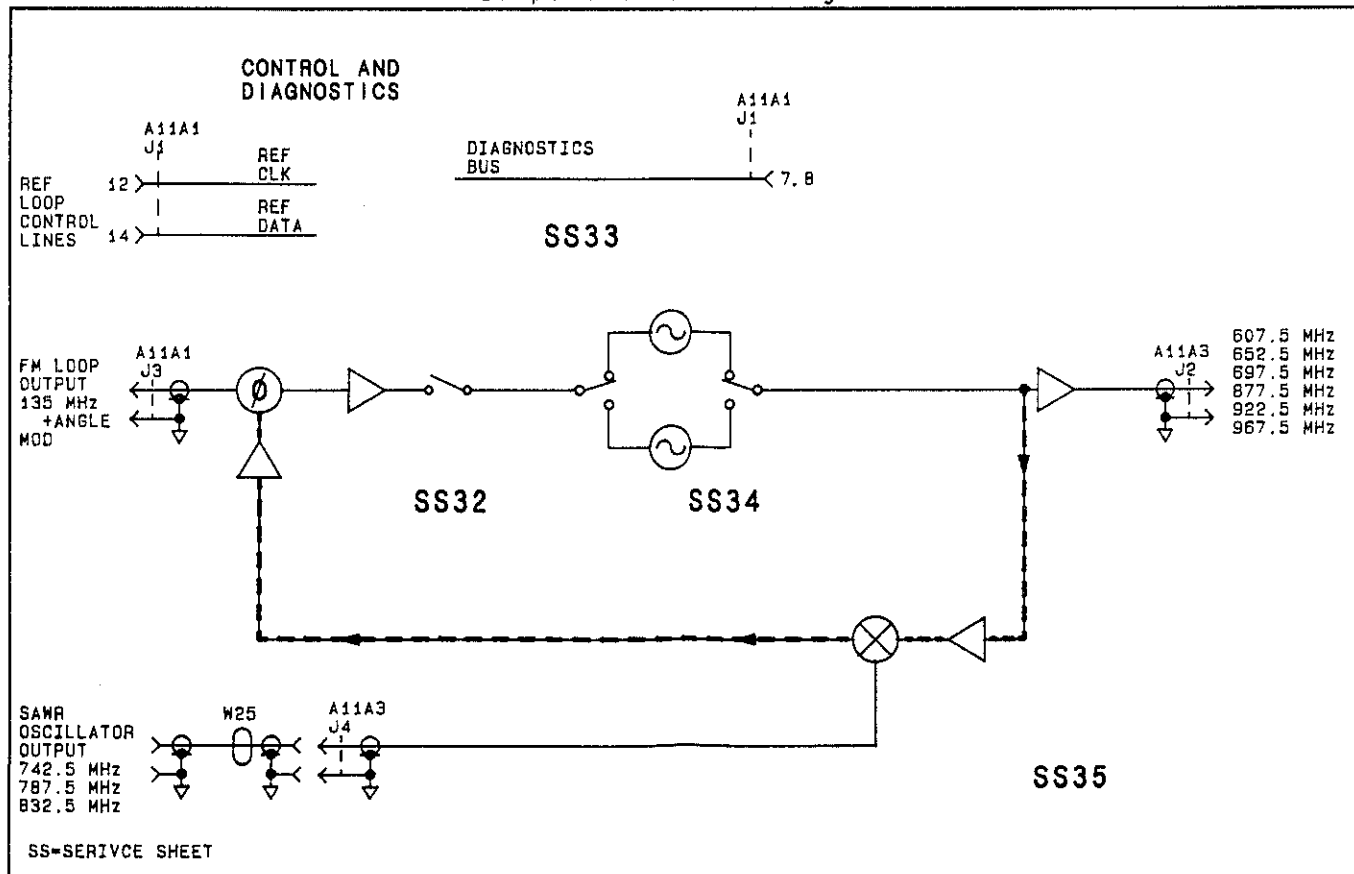 CONTROL AND
DIAGNOSTICS
A11A1
J1
REF
CLK
REF
LOOP
CONTROL
LINES
12
14
REF
DATA
DIAGNOSTICS
BUS
A11A1
J1
7,8
SS33
FM LOOP
OUTPUT
135 MHz
+ANGLE
MOD
A11A1
J3
Ø
SS32
SS34
A11A3
J2
607.5 MHz
652.5 MHz
697.5 MHz
877.5 MHz
922.5 MHz
967.5 MHz
SAWR
OSCILLATOR
OUTPUT
742.5 MHz
787.5 MHz
832.5 MHz
W25
A11A3
J4
SS35
SS=SERIVCE SHEET